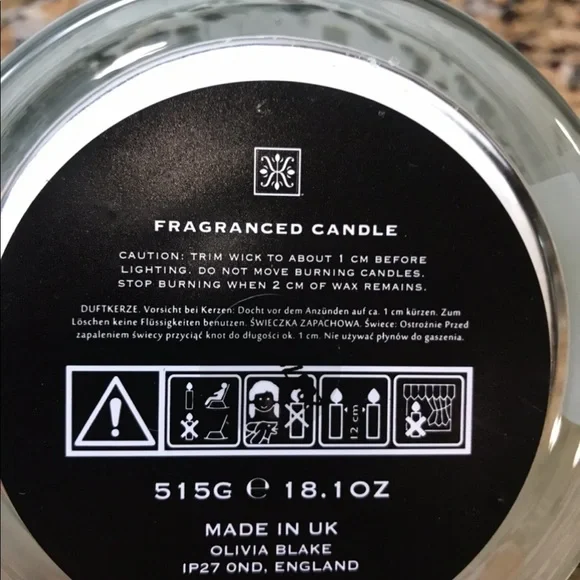 FRAGRANCED CANDLE
CAUTION: TRIM WICK TO ABOUT 1 CM BEFORE
LIGHTING. DO NOT MOVE BURNING CANDLES.
STOP BURNING WHEN 2 CM OF WAX REMAINS.
DUFTKERZE. Vorsicht bei Kerzen: Docht vor dem Anzünden auf ca. 1 cm kürzen. Zum
Löschen keine Flüssigkeiten benutzen. ŚWIECZKA ZAPACHOWA. Świece: Ostrożnie Przed
zapaleniem świecy przyciąć knot do długości ok. 1 cm. Nie używać płynów do gaszenia.
12 cm
515G ℮ 18.1OZ
MADE IN UK
OLIVIA BLAKE
IP27 0ND, ENGLAND